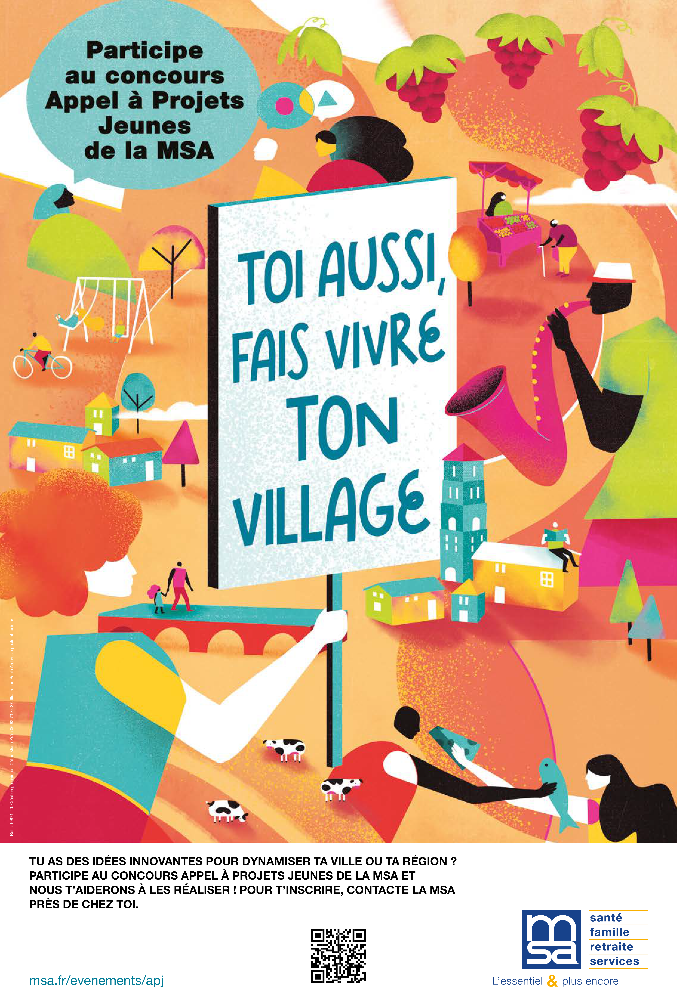 Participe
au concours
Appel à Projets
Jeunes
de la MSA
TOI AUSSI,
FAIS VIVRE
TON
VILLAGE
TU AS DES IDÉES INNOVANTES POUR DYNAMISER TA VILLE OU TA RÉGION ?
PARTICIPE AU CONCOURS APPEL À PROJETS JEUNES DE LA MSA ET
NOUS T'AIDERONS À LES RÉALISER ! POUR T'INSCRIRE, CONTACTE LA MSA
PRÈS DE CHEZ TOI.
msa.fr/evenements/apj
msa
santé
famille
retraite
services
L'essentiel & plus encore